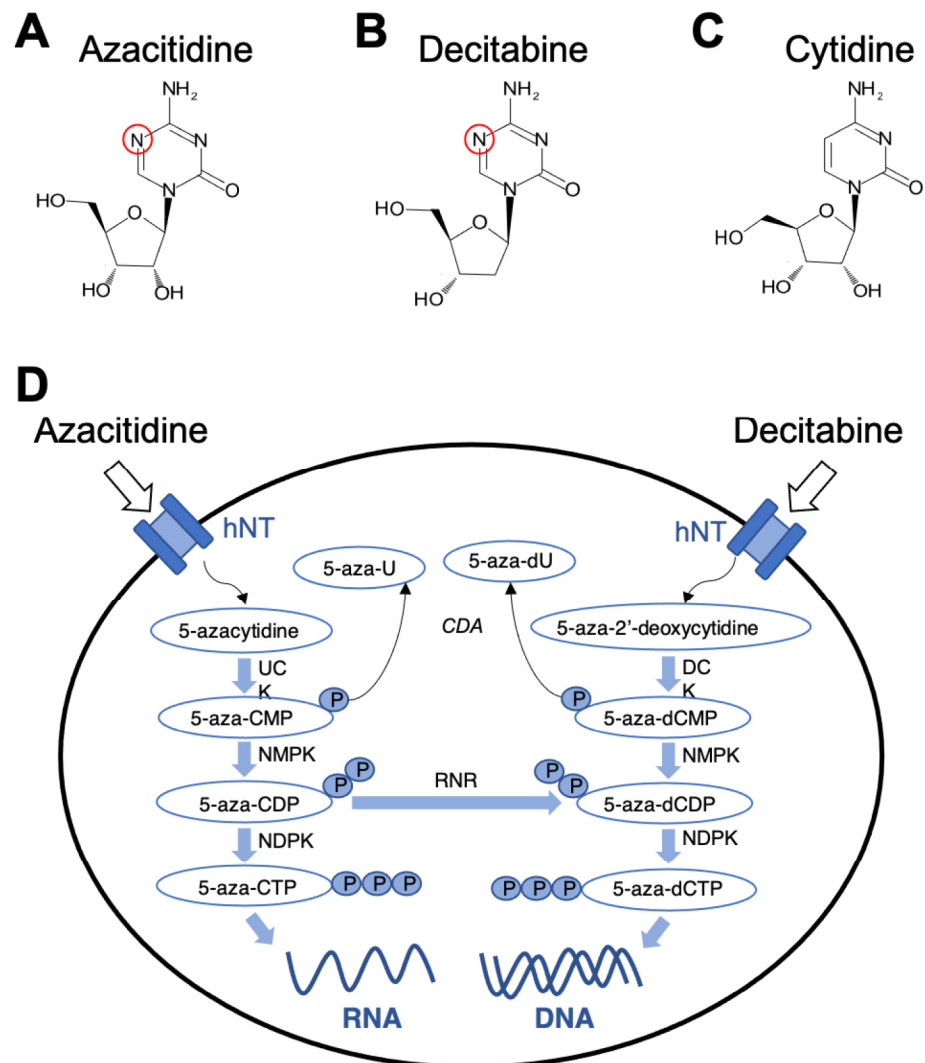 A
Azacitidine
NH2
N
N
N
O
HO
O
HO
OH
B
Decitabine
NH2
N
N
N
O
HO
O
HO
C
Cytidine
NH2
N
N
O
O
HO
HO
OH
D
Azacitidine
Decitabine
hNT
hNT
5-aza-U
5-aza-dU
CDA
5-azacytidine
5-aza-2'-deoxycytidine
UC
K
DC
K
P
P
5-aza-CMP
5-aza-dCMP
NMPK
NMPK
P
P
P
P
RNR
5-aza-CDP
5-aza-dCDP
NDPK
NDPK
5-aza-CTP
P P P
P P P
5-aza-dCTP
RNA
DNA